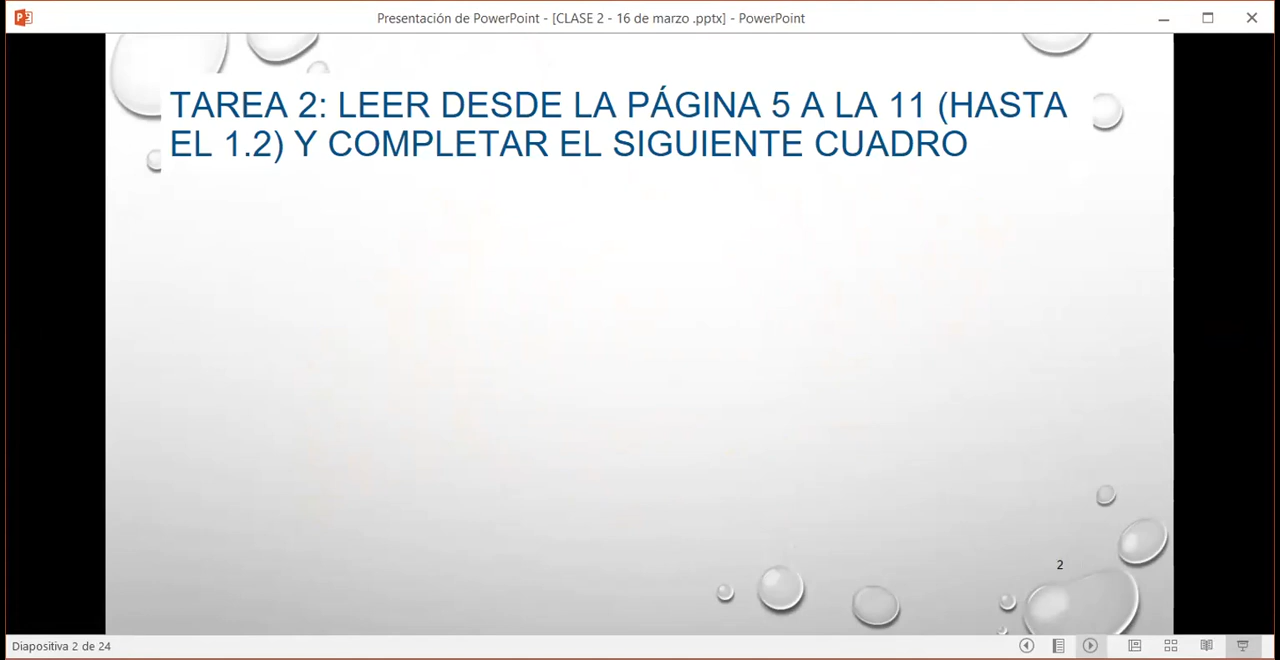 Presentación de PowerPoint - [CLASE 2 - 16 de marzo .pptx] - PowerPoint
TAREA 2: LEER DESDE LA PÁGINA 5 A LA 11 (HASTA
EL 1.2) Y COMPLETAR EL SIGUIENTE CUADRO
2
Diapositiva 2 de 24